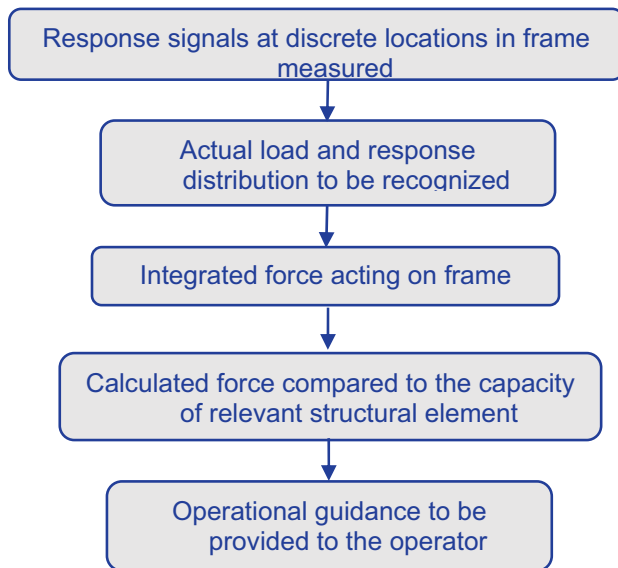 Response signals at discrete locations in frame
measured
Actual load and response
distribution to be recognized
Integrated force acting on frame
Calculated force compared to the capacity
of relevant structural element
Operational guidance to be
provided to the operator